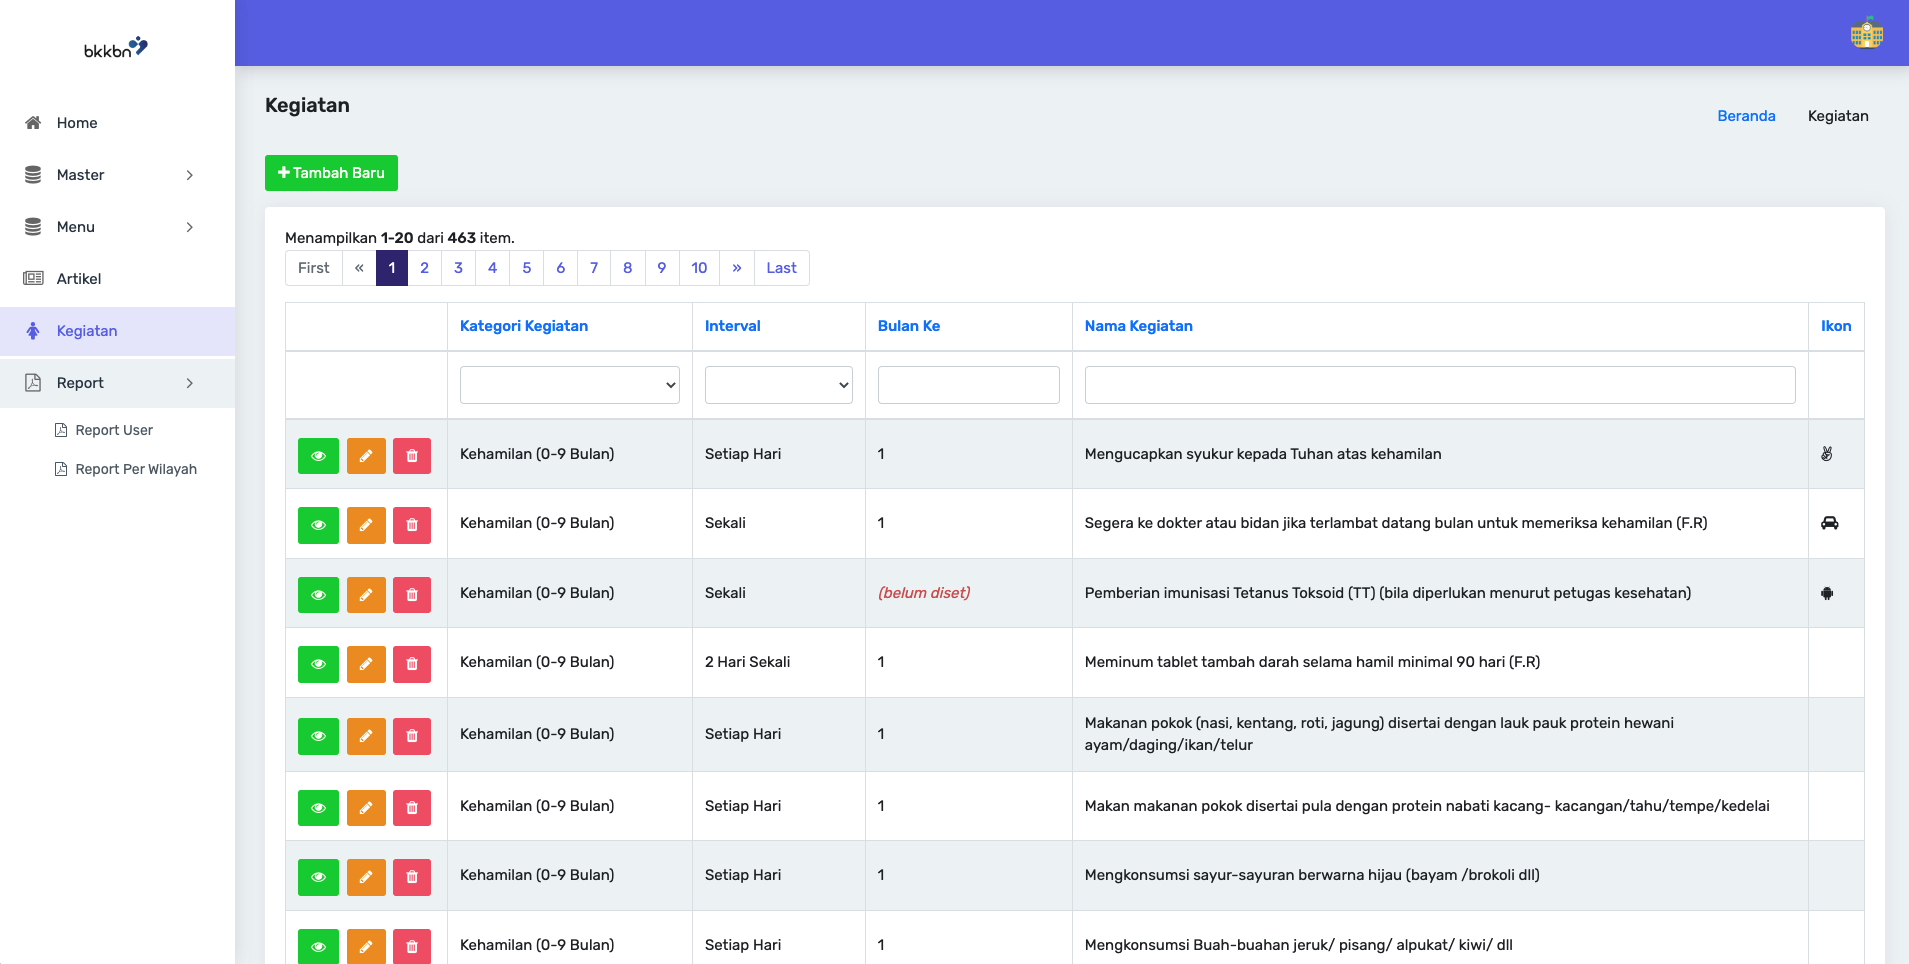 bkkbn
Home
Master
Menu
Artikel
Kegiatan
Report
Report User
Report Per Wilayah
Kegiatan
Beranda Kegiatan
Tambah Baru
Menampilkan 1-20 dari 463 item.
First « 1 2 3 4 5 6 7 8 9 10 » Last
Kategori Kegiatan Interval Bulan Ke Nama Kegiatan Ikon
Kehamilan (0-9 Bulan) Setiap Hari 1 Mengucapkan syukur kepada Tuhan atas kehamilan
Kehamilan (0-9 Bulan) Sekali 1 Segera ke dokter atau bidan jika terlambat datang bulan untuk memeriksa kehamilan (F.R)
Kehamilan (0-9 Bulan) Sekali (belum diset) Pemberian imunisasi Tetanus Toksoid (TT) (bila diperlukan menurut petugas kesehatan)
Kehamilan (0-9 Bulan) 2 Hari Sekali 1 Meminum tablet tambah darah selama hamil minimal 90 hari (F.R)
Kehamilan (0-9 Bulan) Setiap Hari 1 Makanan pokok (nasi, kentang, roti, jagung) disertai dengan lauk pauk protein hewani
ayam/daging/ikan/telur
Kehamilan (0-9 Bulan) Setiap Hari 1 Makan makanan pokok disertai pula dengan protein nabati kacang- kacangan/tahu/tempe/kedelai
Kehamilan (0-9 Bulan) Setiap Hari 1 Mengkonsumsi sayur-sayuran berwarna hijau (bayam /brokoli dll)
Kehamilan (0-9 Bulan) Setiap Hari 1 Mengkonsumsi Buah-buahan jeruk/ pisang/ alpukat/ kiwi/ dll